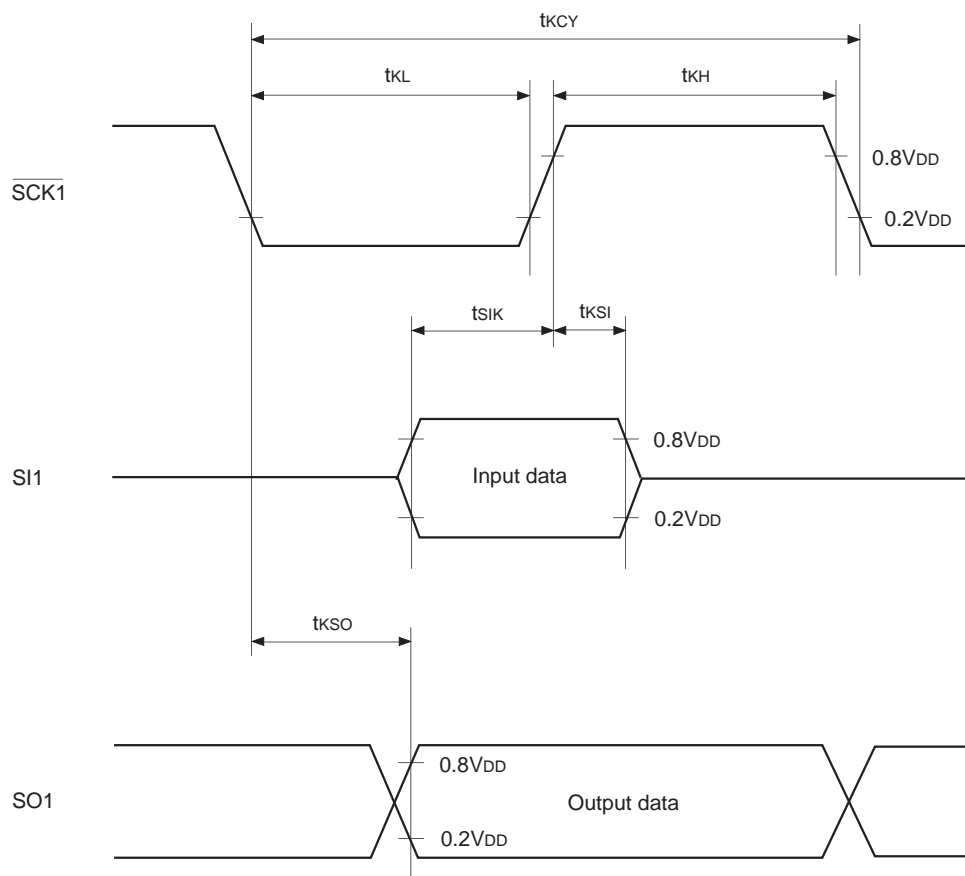 tKCY
tKL
tKH
0.8VDD
SCK1
0.2VDD
tSIK
tKSI
0.8VDD
SI1
Input data
0.2VDD
tKSO
0.8VDD
SO1
Output data
0.2VDD